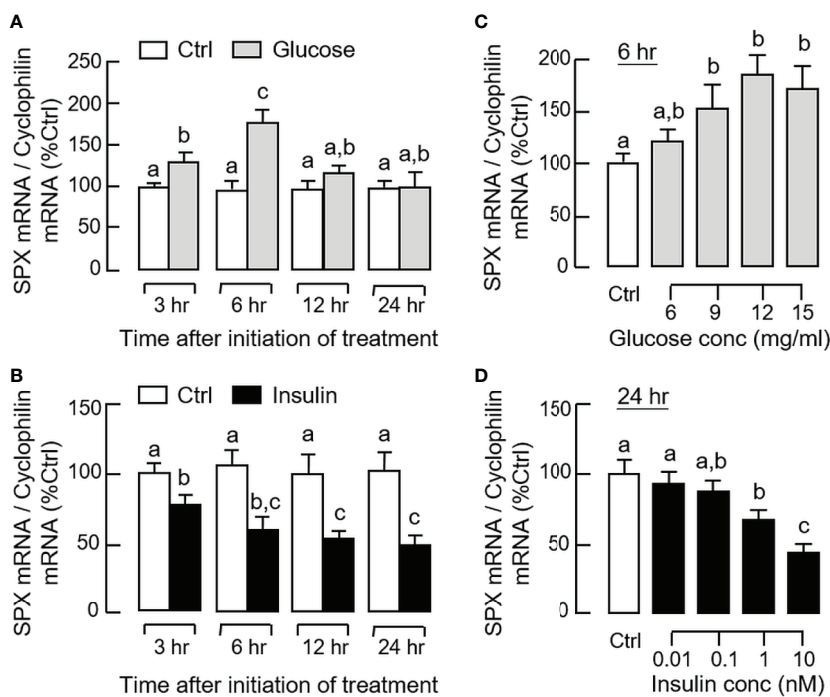 A
Ctrl Glucose
SPX mRNA / Cyclophilin
mRNA (%Ctrl)
250
200
150
100
50
0
a b a c a a,b a a,b
3 hr 6 hr 12 hr 24 hr
Time after initiation of treatment
B
Ctrl Insulin
SPX mRNA / Cyclophilin
mRNA (%Ctrl)
150
100
50
0
a b a b,c a c a c
3 hr 6 hr 12 hr 24 hr
Time after initiation of treatment
C
6 hr
SPX mRNA / Cyclophilin
mRNA (%Ctrl)
200
150
100
50
0
a a,b b b b
Ctrl
6 9 12 15
Glucose conc (mg/ml)
D
24 hr
SPX mRNA / Cyclophilin
mRNA (%Ctrl)
150
100
50
0
a a a,b b c
Ctrl
0.01 0.1 1 10
Insulin conc (nM)